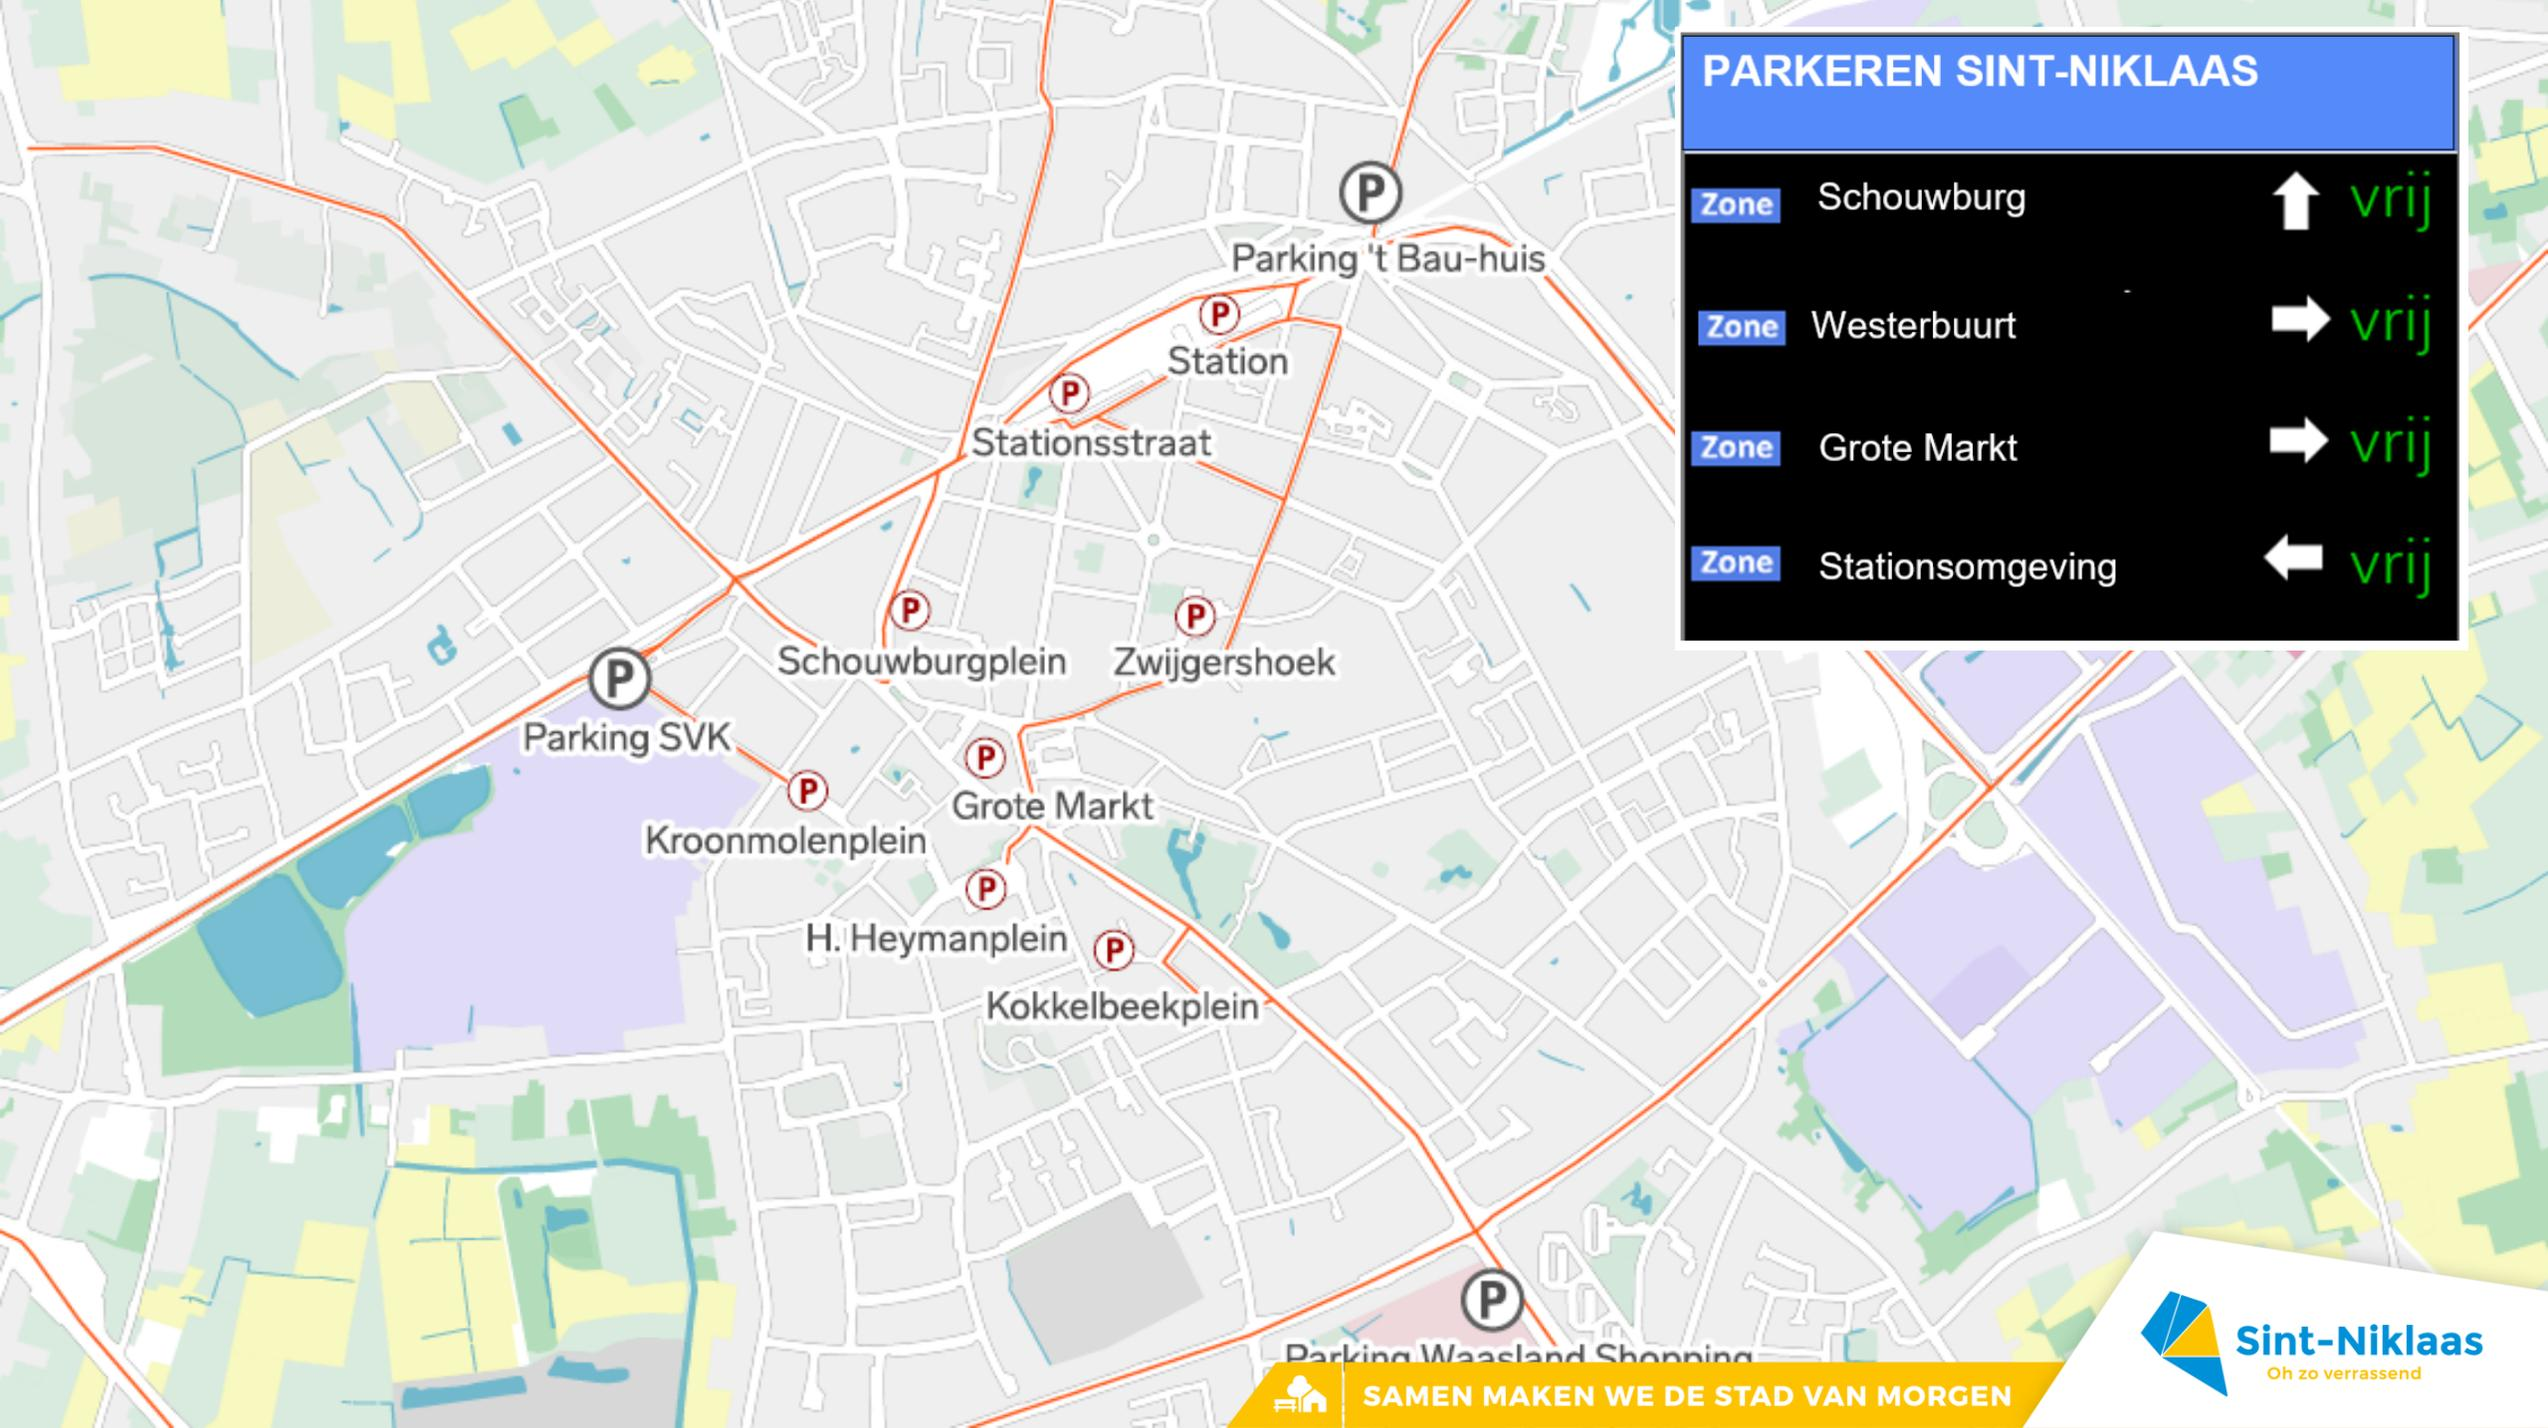 PARKEREN SINT-NIKLAAS
Zone Schouwburg vrij
Zone Westerbuurt vrij
Zone Grote Markt vrij
Zone Stationsomgeving vrij
P
Parking 't Bau-huis
P
Station
P
Stationsstraat
P
Schouwburgplein
P
Zwijgershoek
P
Parking SVK
P
Grote Markt
P
Kroonmolenplein
P
H. Heymanplein
P
Kokkelbeekplein
P
Parking Waasland Shopping
SAMEN MAKEN WE DE STAD VAN MORGEN
Sint-Niklaas
Oh zo verrassend